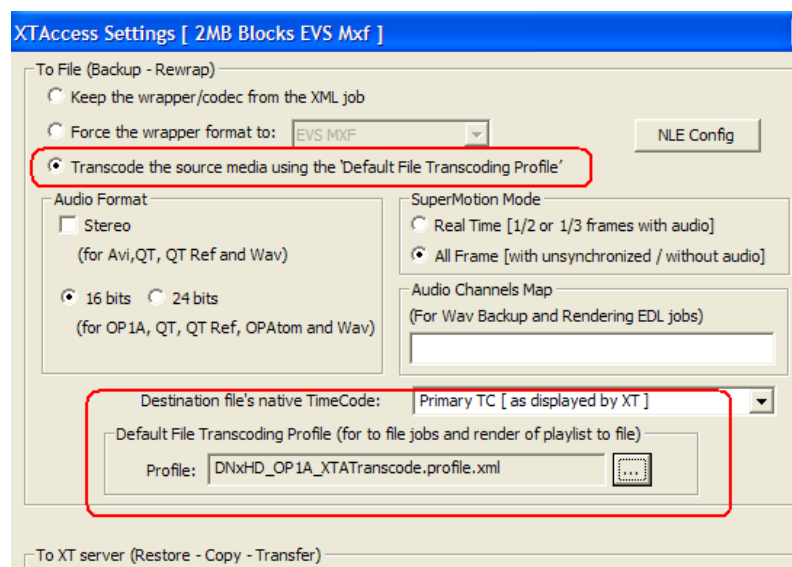 XTAccess Settings [ 2MB Blocks EVS Mxf ]
To File (Backup - Rewrap)
Keep the wrapper/codec from the XML job
Force the wrapper format to: EVS MXF NLE Config
Transcode the source media using the 'Default File Transcoding Profile'
Audio Format
Stereo
(for Avi,QT, QT Ref and Wav)
16 bits 24 bits
(for OP1A, QT, QT Ref, OPAtom and Wav)
SuperMotion Mode
Real Time [1/2 or 1/3 frames with audio]
All Frame [with unsynchronized / without audio]
Audio Channels Map
(For Wav Backup and Rendering EDL jobs)
Destination file's native TimeCode: Primary TC [ as displayed by XT ]
Default File Transcoding Profile (for to file jobs and render of playlist to file)
Profile: DNxHD_OP1A_XTATranscode.profile.xml ...
To XT server (Restore - Copy - Transfer)